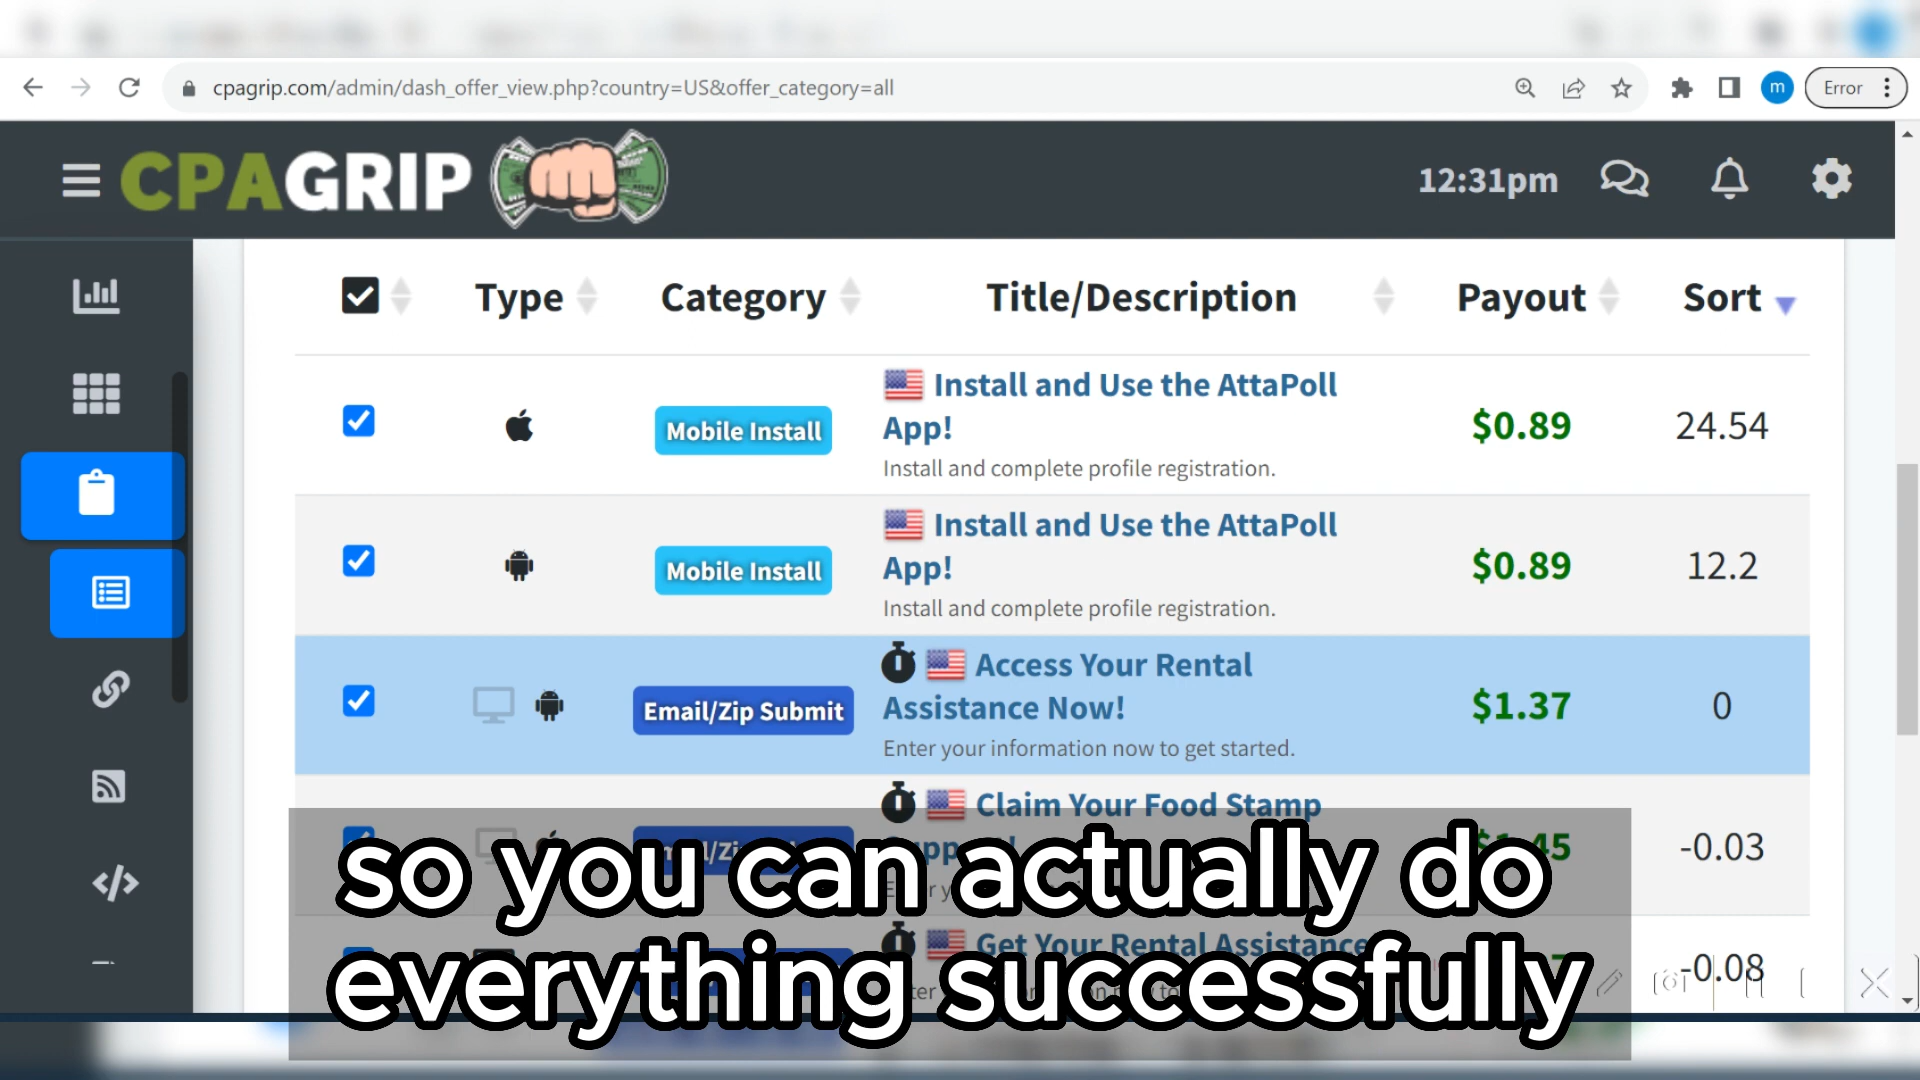 cpagrip.com/admin/dash_offer_view.php?country=US&offer_category=all
m
Error
CPAGRIP
12:31pm
Type
Category
Title/Description
Payout
Sort
Install and Use the AttaPoll
App!
Install and complete profile registration.
Mobile Install
$0.89
24.54
Install and Use the AttaPoll
App!
Install and complete profile registration.
Mobile Install
$0.89
12.2
Access Your Rental
Assistance Now!
Enter your information now to get started.
Email/Zip Submit
$1.37
0
Claim Your Food Stamp
-0.03
Get Your Rental Assistance
-0.08
so you can actually do
everything successfully